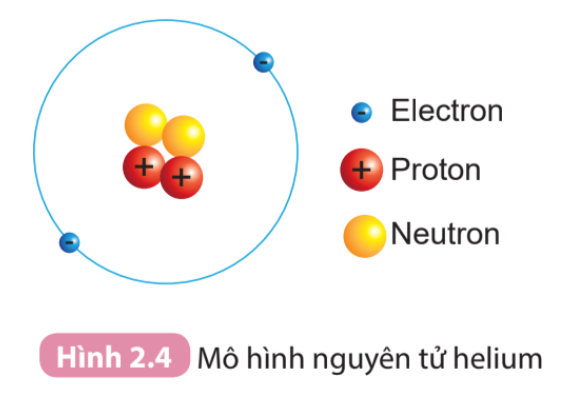 -
Electron
+
Proton
+
+
Neutron
-
Hình 2.4 Mô hình nguyên tử helium